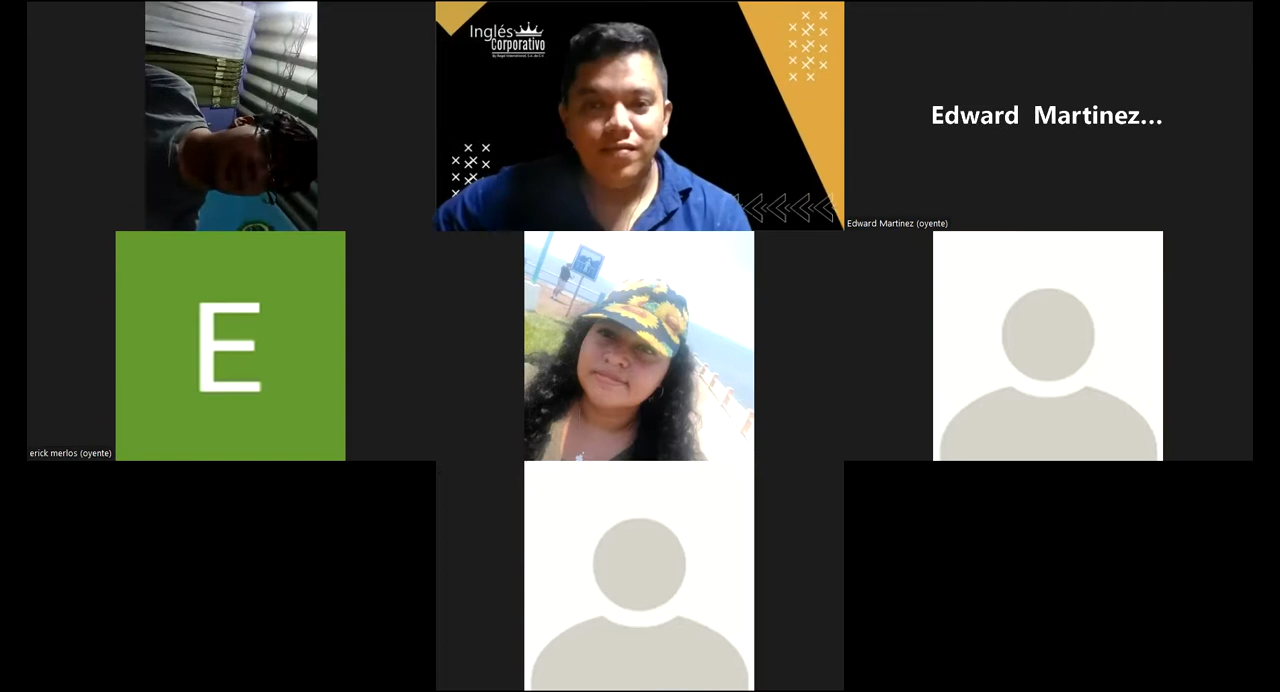 Inglés
Corporativo
Edward Martinez...
Edward Martinez (oyente)
E
erick merlos (oyente)